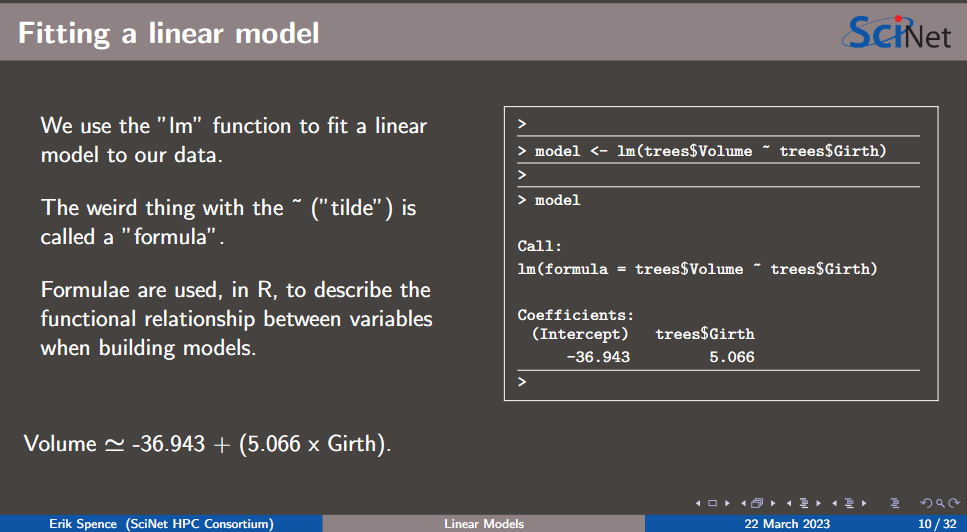 Fitting a linear model
SciNet
We use the ”lm” function to fit a linear
model to our data.
The weird thing with the ˜ (”tilde”) is
called a ”formula”.
Formulae are used, in R, to describe the
functional relationship between variables
when building models.
Volume ≃ -36.943 + (5.066 x Girth).
>
> model <- lm(trees$Volume ˜ trees$Girth)
>
> model
Call:
lm(formula = trees$Volume ˜ trees$Girth)
Coefficients:
(Intercept) trees$Girth
-36.943 5.066
>
Erik Spence (SciNet HPC Consortium)
Linear Models
22 March 2023
10 / 32